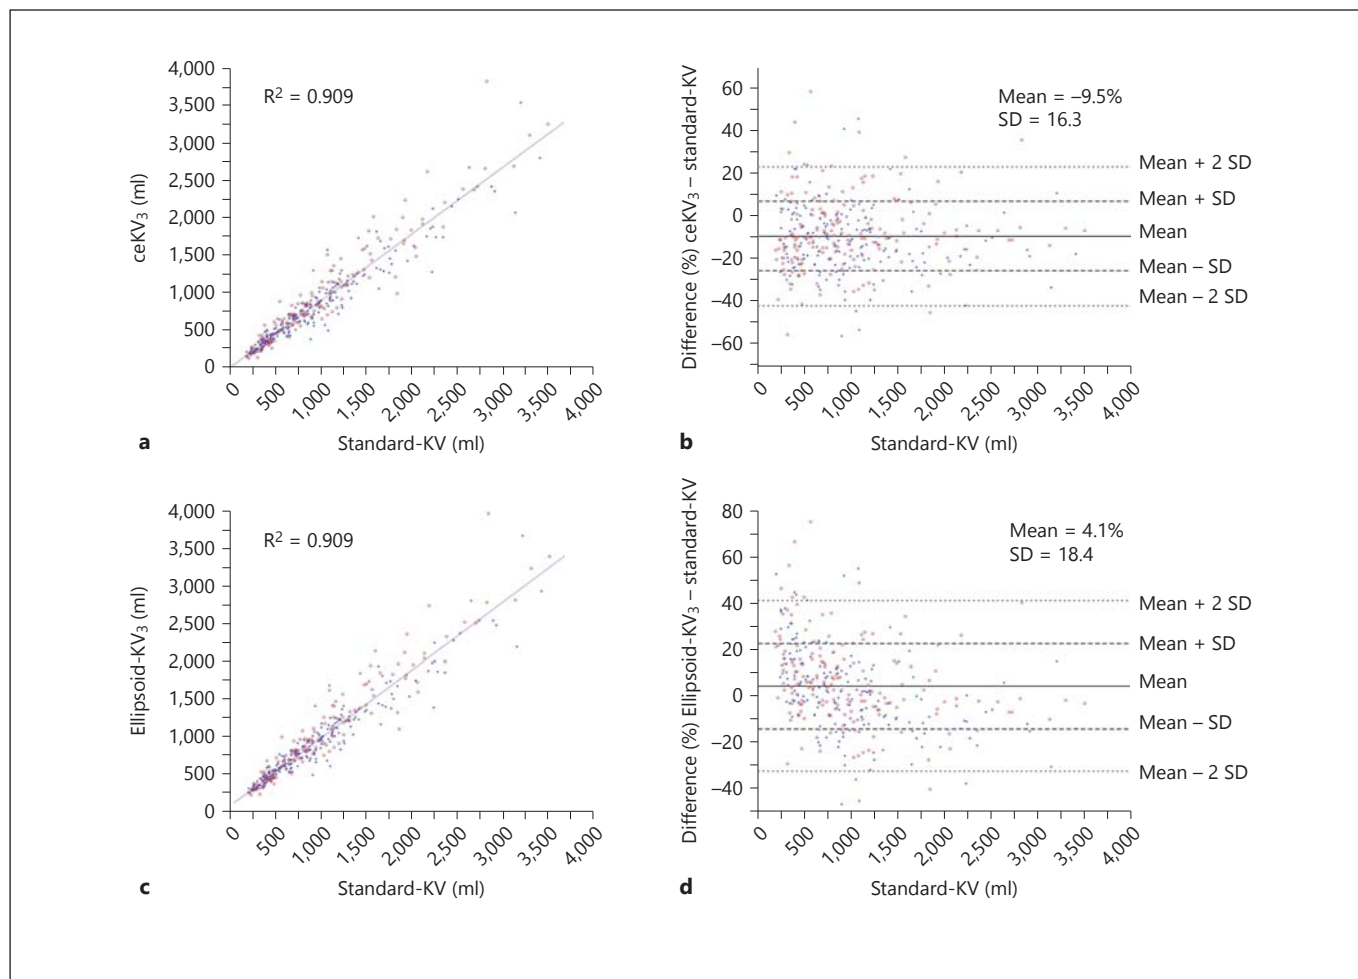 4,000
3,500
3,000
2,500
2,000
1,500
1,000
500
0
ceKV3 (ml)
R2 = 0.909
0
500
1,000
1,500
2,000
2,500
3,000
3,500
4,000
Standard-KV (ml)
a
60
40
20
0
–20
–40
–60
Difference (%) ceKV3 – standard-KV
Mean = –9.5%
SD = 16.3
Mean + 2 SD
Mean + SD
Mean
Mean – SD
Mean – 2 SD
0
500
1,000
1,500
2,000
2,500
3,000
3,500
4,000
Standard-KV (ml)
b
4,000
3,500
3,000
2,500
2,000
1,500
1,000
500
0
Ellipsoid-KV3 (ml)
R2 = 0.909
0
500
1,000
1,500
2,000
2,500
3,000
3,500
4,000
Standard-KV (ml)
c
80
60
40
20
0
–20
–40
Difference (%) Ellipsoid-KV3 – standard-KV
Mean = 4.1%
SD = 18.4
Mean + 2 SD
Mean + SD
Mean
Mean – SD
Mean – 2 SD
0
500
1,000
1,500
2,000
2,500
3,000
3,500
4,000
Standard-KV (ml)
d